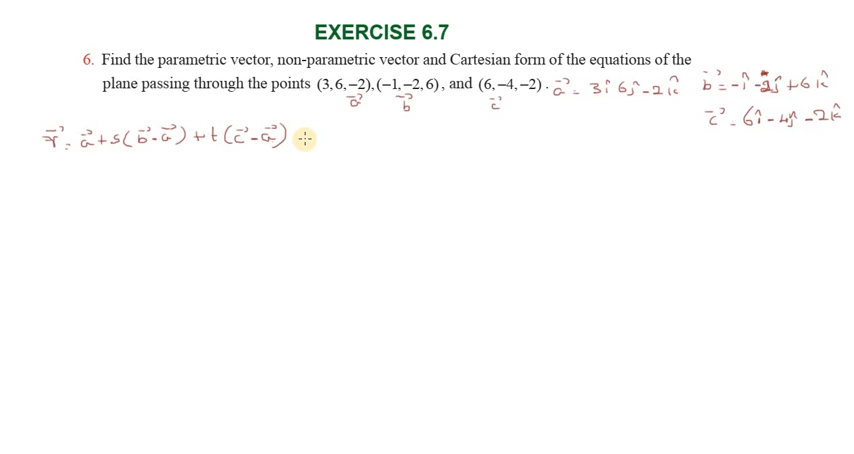 EXERCISE 6.7
6. Find the parametric vector, non-parametric vector and Cartesian form of the equations of the
plane passing through the points (3, 6, −2), (−1, −2, 6), and (6, −4, −2).
a⃗ b⃗ c⃗
a⃗ = 3î 6ĵ - 2k̂
b⃗ = -î - 2ĵ + 6k̂
c⃗ = 6î - 4ĵ - 2k̂
r⃗ = a⃗ + s(b⃗ - a⃗) + t(c⃗ - a⃗)